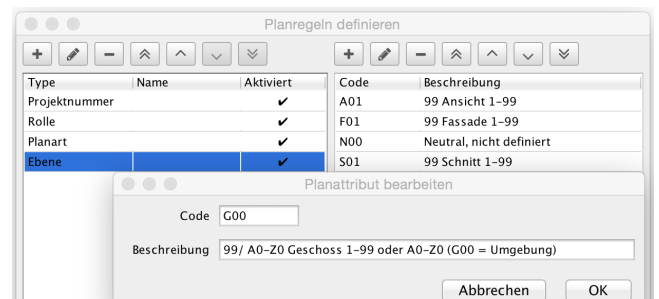 Planregeln definieren
Type Name Aktiviert Code Beschreibung
Projektnummer ✔ A01 99 Ansicht 1-99
Rolle ✔ F01 99 Fassade 1-99
Planart ✔ N00 Neutral, nicht definiert
Ebene ✔ S01 99 Schnitt 1-99
Planattribut bearbeiten
Code G00
Beschreibung 99/ A0-Z0 Geschoss 1-99 oder A0-Z0 (G00 = Umgebung)
Abbrechen OK